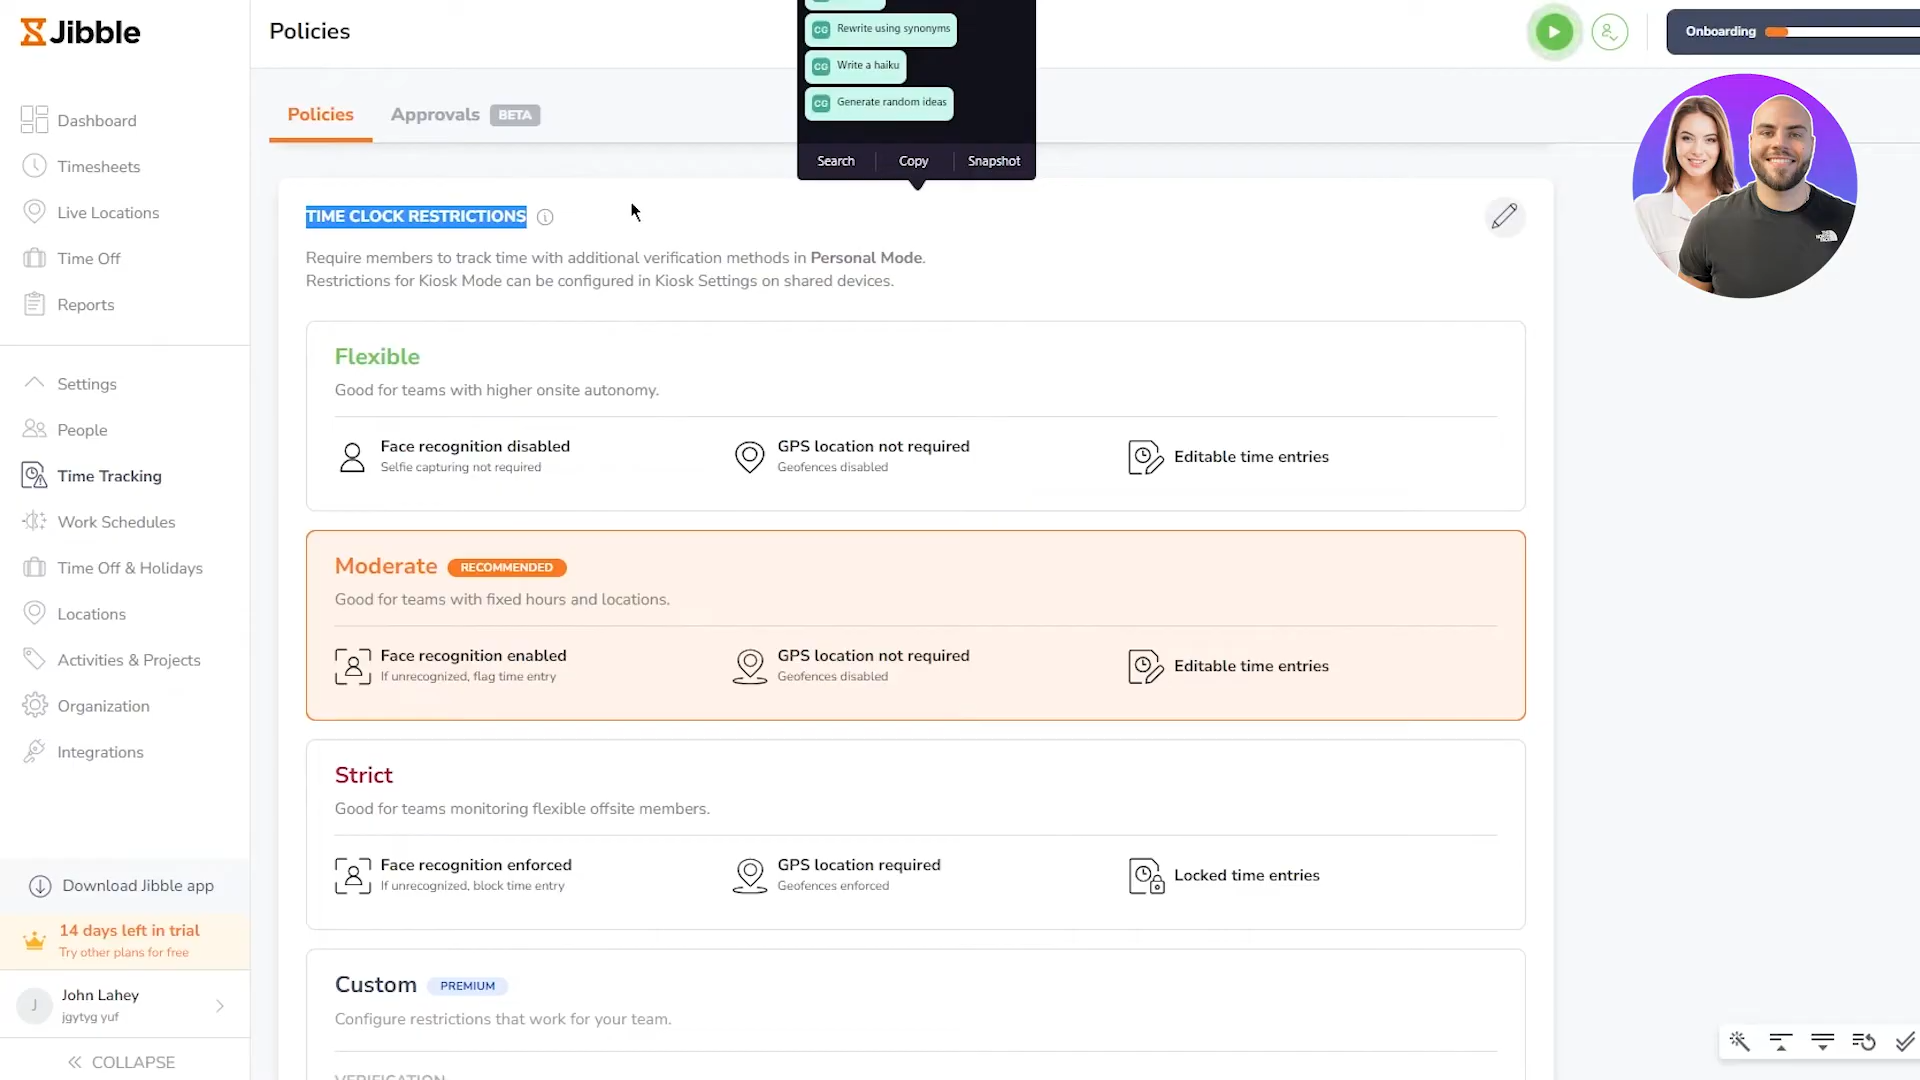 Jibble
Dashboard
Timesheets
Live Locations
Time Off
Reports
Settings
People
Time Tracking
Work Schedules
Time Off & Holidays
Locations
Activities & Projects
Organization
Integrations
Download Jibble app
14 days left in trial
Try other plans for free
J
John Lahey
jgytyg yuf
COLLAPSE
Policies
Onboarding
Policies
Approvals BETA
CG Rewrite using synonyms
CG Write a haiku
CG Generate random ideas
Search Copy Snapshot
TIME CLOCK RESTRICTIONS
Require members to track time with additional verification methods in Personal Mode.
Restrictions for Kiosk Mode can be configured in Kiosk Settings on shared devices.
Flexible
Good for teams with higher onsite autonomy.
Face recognition disabled
Selfie capturing not required
GPS location not required
Geofences disabled
Editable time entries
Moderate RECOMMENDED
Good for teams with fixed hours and locations.
Face recognition enabled
If unrecognized, flag time entry
GPS location not required
Geofences disabled
Editable time entries
Strict
Good for teams monitoring flexible offsite members.
Face recognition enforced
If unrecognized, block time entry
GPS location required
Geofences enforced
Locked time entries
Custom PREMIUM
Configure restrictions that work for your team.
VERIFICATION